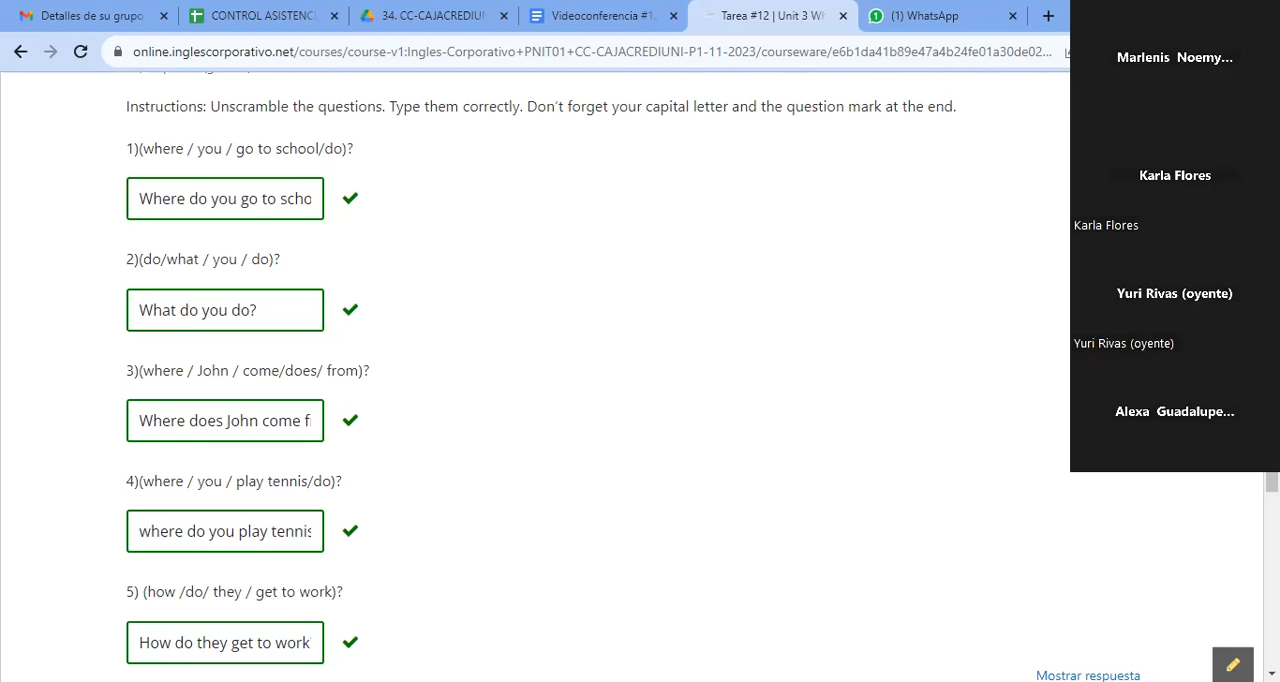 Detalles de su grupo
CONTROL ASISTENC
34. CC-CAJACREDIU
Videoconferencia #1
Tarea #12 | Unit 3 W
(1) WhatsApp
online.inglescorporativo.net/courses/course-v1:Ingles-Corporativo+PNIT01+CC-CAJACREDIUNI-P1-11-2023/courseware/e6b1da41b89e47a4b24fe01a30de02...
Instructions: Unscramble the questions. Type them correctly. Don´t forget your capital letter and the question mark at the end.
1)(where / you / go to school/do)?
Where do you go to scho
2)(do/what / you / do)?
What do you do?
3)(where / John / come/does/ from)?
Where does John come f
4)(where / you / play tennis/do)?
where do you play tennis
5) (how /do/ they / get to work)?
How do they get to work
Mostrar respuesta
Marlenis Noemy...
Karla Flores
Karla Flores
Yuri Rivas (oyente)
Yuri Rivas (oyente)
Alexa Guadalupe...